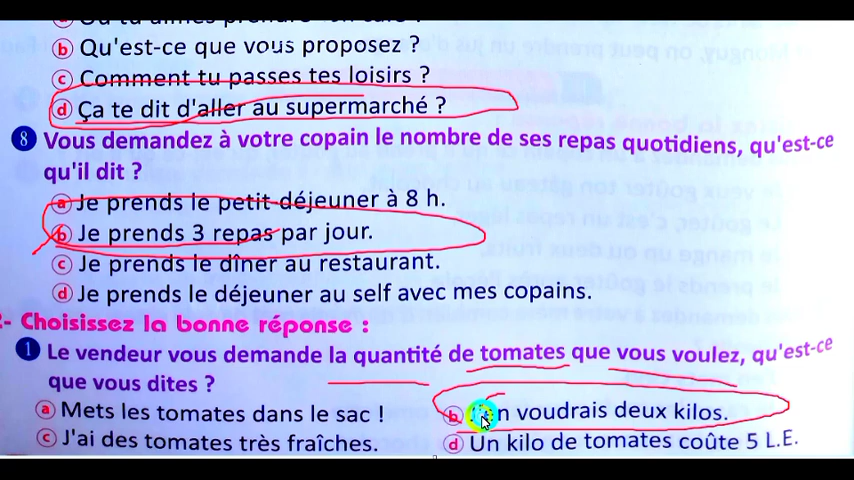 b Qu'est-ce que vous proposez ?
c Comment tu passes tes loisirs ?
d Ça te dit d'aller au supermarché ?
8 Vous demandez à votre copain le nombre de ses repas quotidiens, qu'est-ce
qu'il dit ?
a Je prends le petit-déjeuner à 8 h.
b Je prends 3 repas par jour.
c Je prends le dîner au restaurant.
d Je prends le déjeuner au self avec mes copains.
- Choisissez la bonne réponse :
1 Le vendeur vous demande la quantité de tomates que vous voulez, qu'est-ce
que vous dites ?
a Mets les tomates dans le sac !
b J'en voudrais deux kilos.
c J'ai des tomates très fraîches.
d Un kilo de tomates coûte 5 L.E.